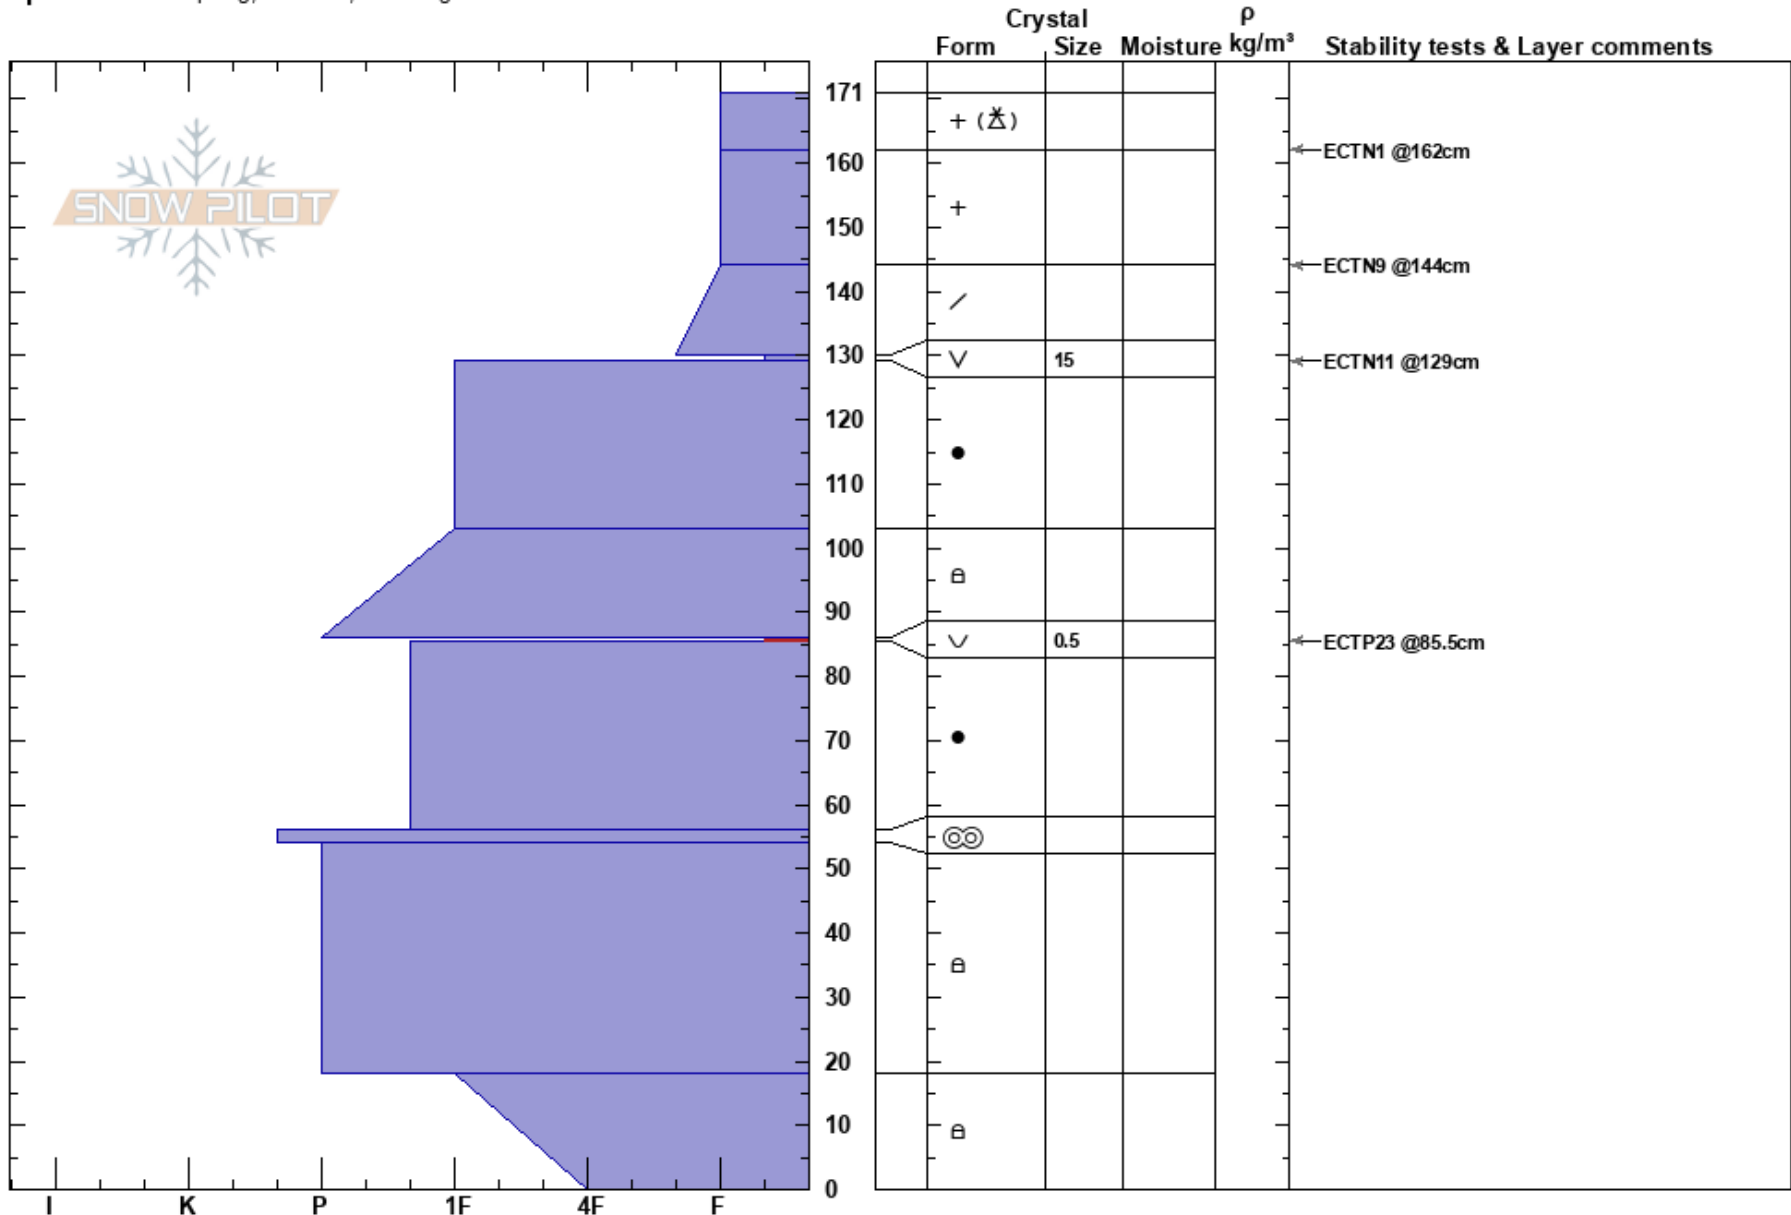 Crystal ρ
Form Size Moisture kg/m³ Stability tests & Layer comments
171
+ ( )
ECTN1 @162cm
160
SNOW PILOT
+
150
ECTN9 @144cm
140
/
130 V 15 ECTN11 @129cm
120
●
110
100
90
0.5 ECTP23 @85.5cm
80
70 ●
60
50
40
30
20
10
0
I K P 1F 4F F